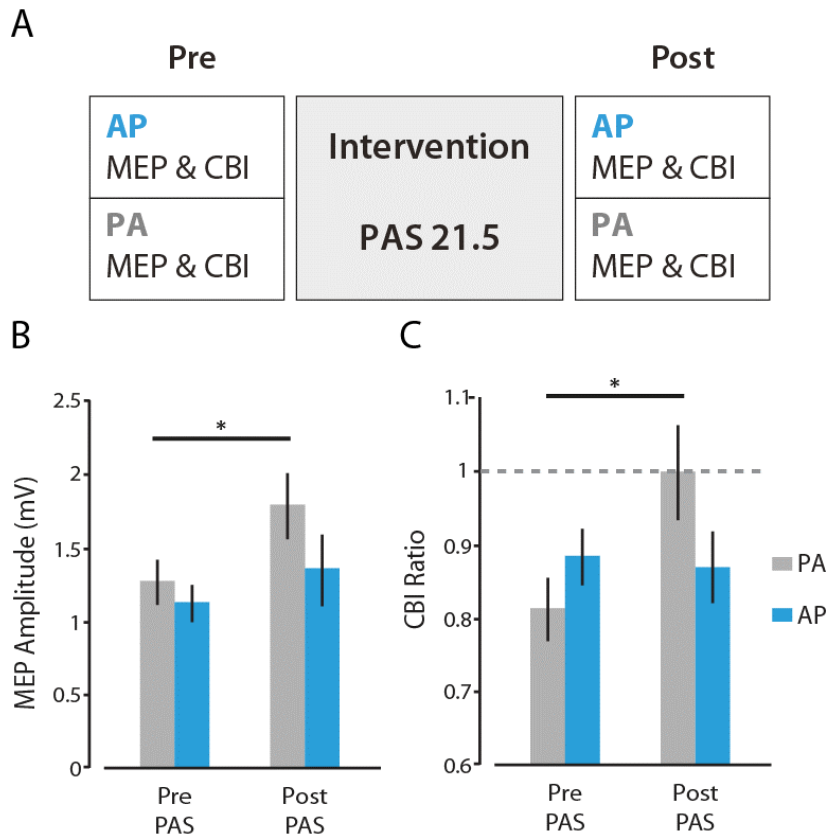 A
Pre
Post
AP
MEP & CBI
PA
MEP & CBI
Intervention
PAS 21.5
AP
MEP & CBI
PA
MEP & CBI
B
MEP Amplitude (mV)
2.5
2
1.5
1
0.5
0
*
Pre
PAS
Post
PAS
C
CBI Ratio
1.1
1
0.9
0.8
0.7
0.6
*
Pre
PAS
Post
PAS
PA
AP